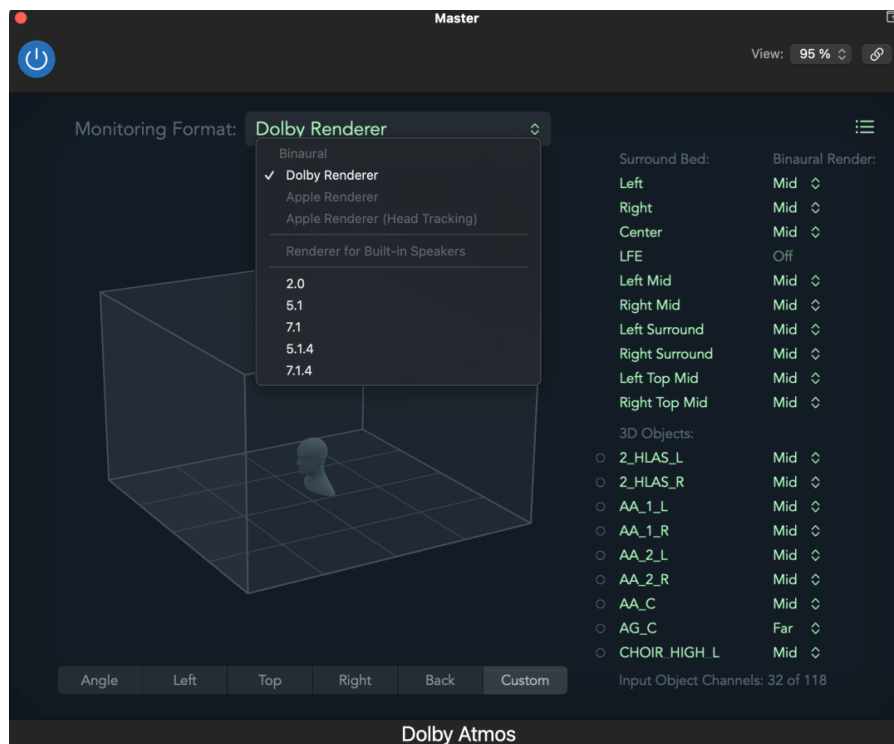 Master
View: 95 %
Monitoring Format: Dolby Renderer
Binaural
✓ Dolby Renderer
Apple Renderer
Apple Renderer (Head Tracking)
Renderer for Built-in Speakers
2.0
5.1
7.1
5.1.4
7.1.4
Surround Bed: Binaural Render:
Left Mid
Right Mid
Center Mid
LFE Off
Left Mid Mid
Right Mid Mid
Left Surround Mid
Right Surround Mid
Left Top Mid Mid
Right Top Mid Mid
3D Objects:
2_HLAS_L Mid
2_HLAS_R Mid
AA_1_L Mid
AA_1_R Mid
AA_2_L Mid
AA_2_R Mid
AA_C Mid
AG_C Far
CHOIR_HIGH_L Mid
Input Object Channels: 32 of 118
Angle Left Top Right Back Custom
Dolby Atmos